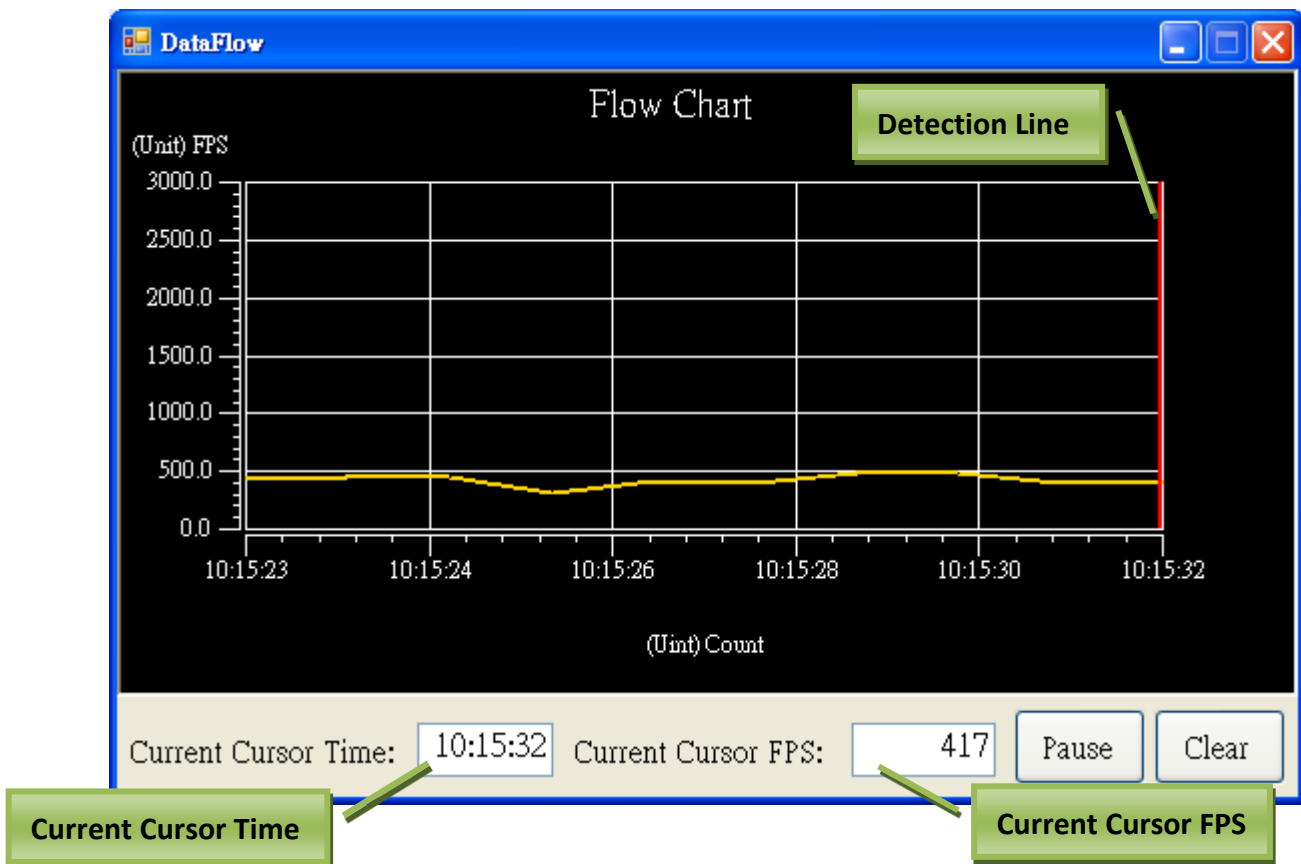 DataFlow
Flow Chart
Detection Line
(Unit) FPS
3000.0
2500.0
2000.0
1500.0
1000.0
500.0
0.0
10:15:23 10:15:24 10:15:26 10:15:28 10:15:30 10:15:32
(Uint) Count
Current Cursor Time: 10:15:32 Current Cursor FPS: 417 Pause Clear
Current Cursor Time
Current Cursor FPS